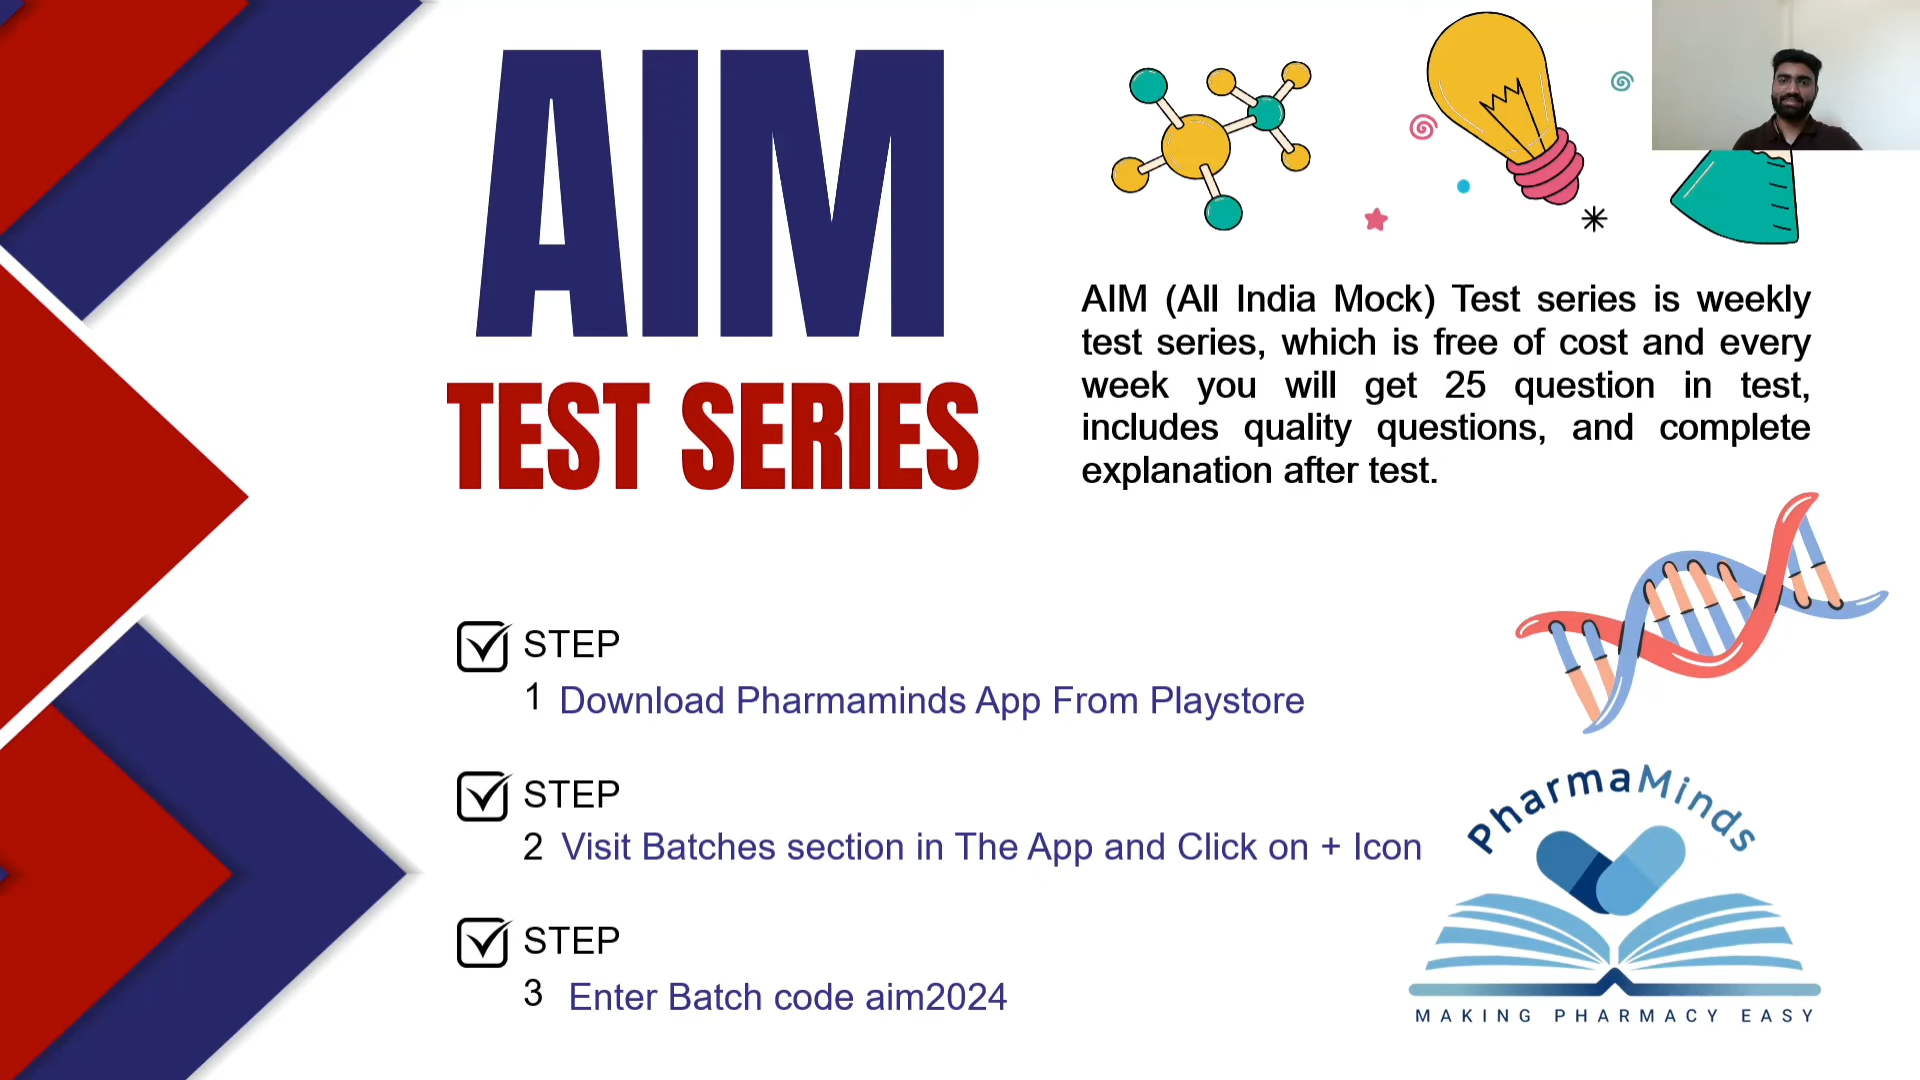 AIM
TEST SERIES
AIM (All India Mock) Test series is weekly
test series, which is free of cost and every
week you will get 25 question in test,
includes quality questions, and complete
explanation after test.
STEP
1 Download Pharmaminds App From Playstore
STEP
2 Visit Batches section in The App and Click on + Icon
STEP
3 Enter Batch code aim2024
PharmaMinds
MAKING PHARMACY EASY